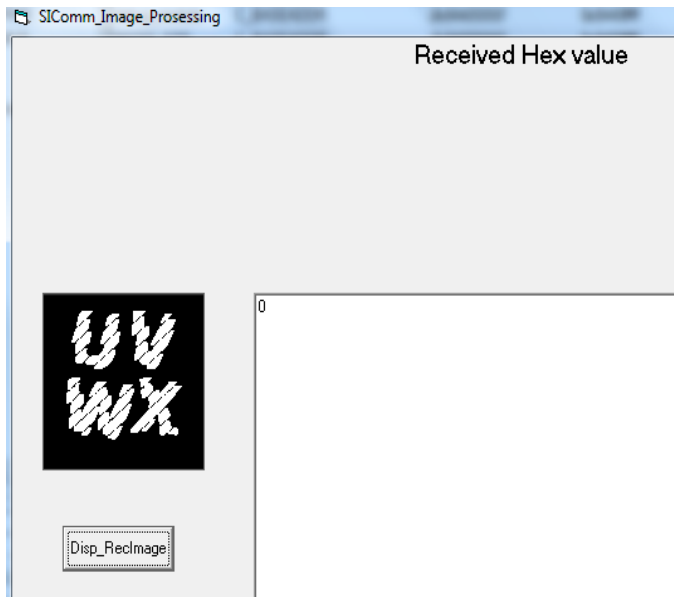 SIComm_Image_Prosessing
Received Hex value
UV
WX
0
Disp_RecImage